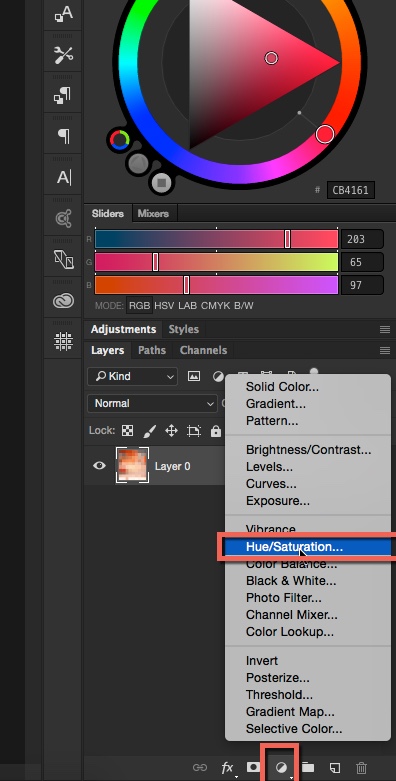 A
¶
¶
A|
# CB4161
Sliders Mixers
R 203
G 65
B 97
MODE: RGB HSV LAB CMYK B/W
Adjustments Styles
Layers Paths Channels
Kind
Normal
Lock:
Layer 0
Solid Color...
Gradient...
Pattern...
Brightness/Contrast...
Levels...
Curves...
Exposure...
Vibrance
Hue/Saturation...
Color Balance...
Black & White...
Photo Filter...
Channel Mixer...
Color Lookup...
Invert
Posterize...
Threshold...
Gradient Map...
Selective Color...
fx